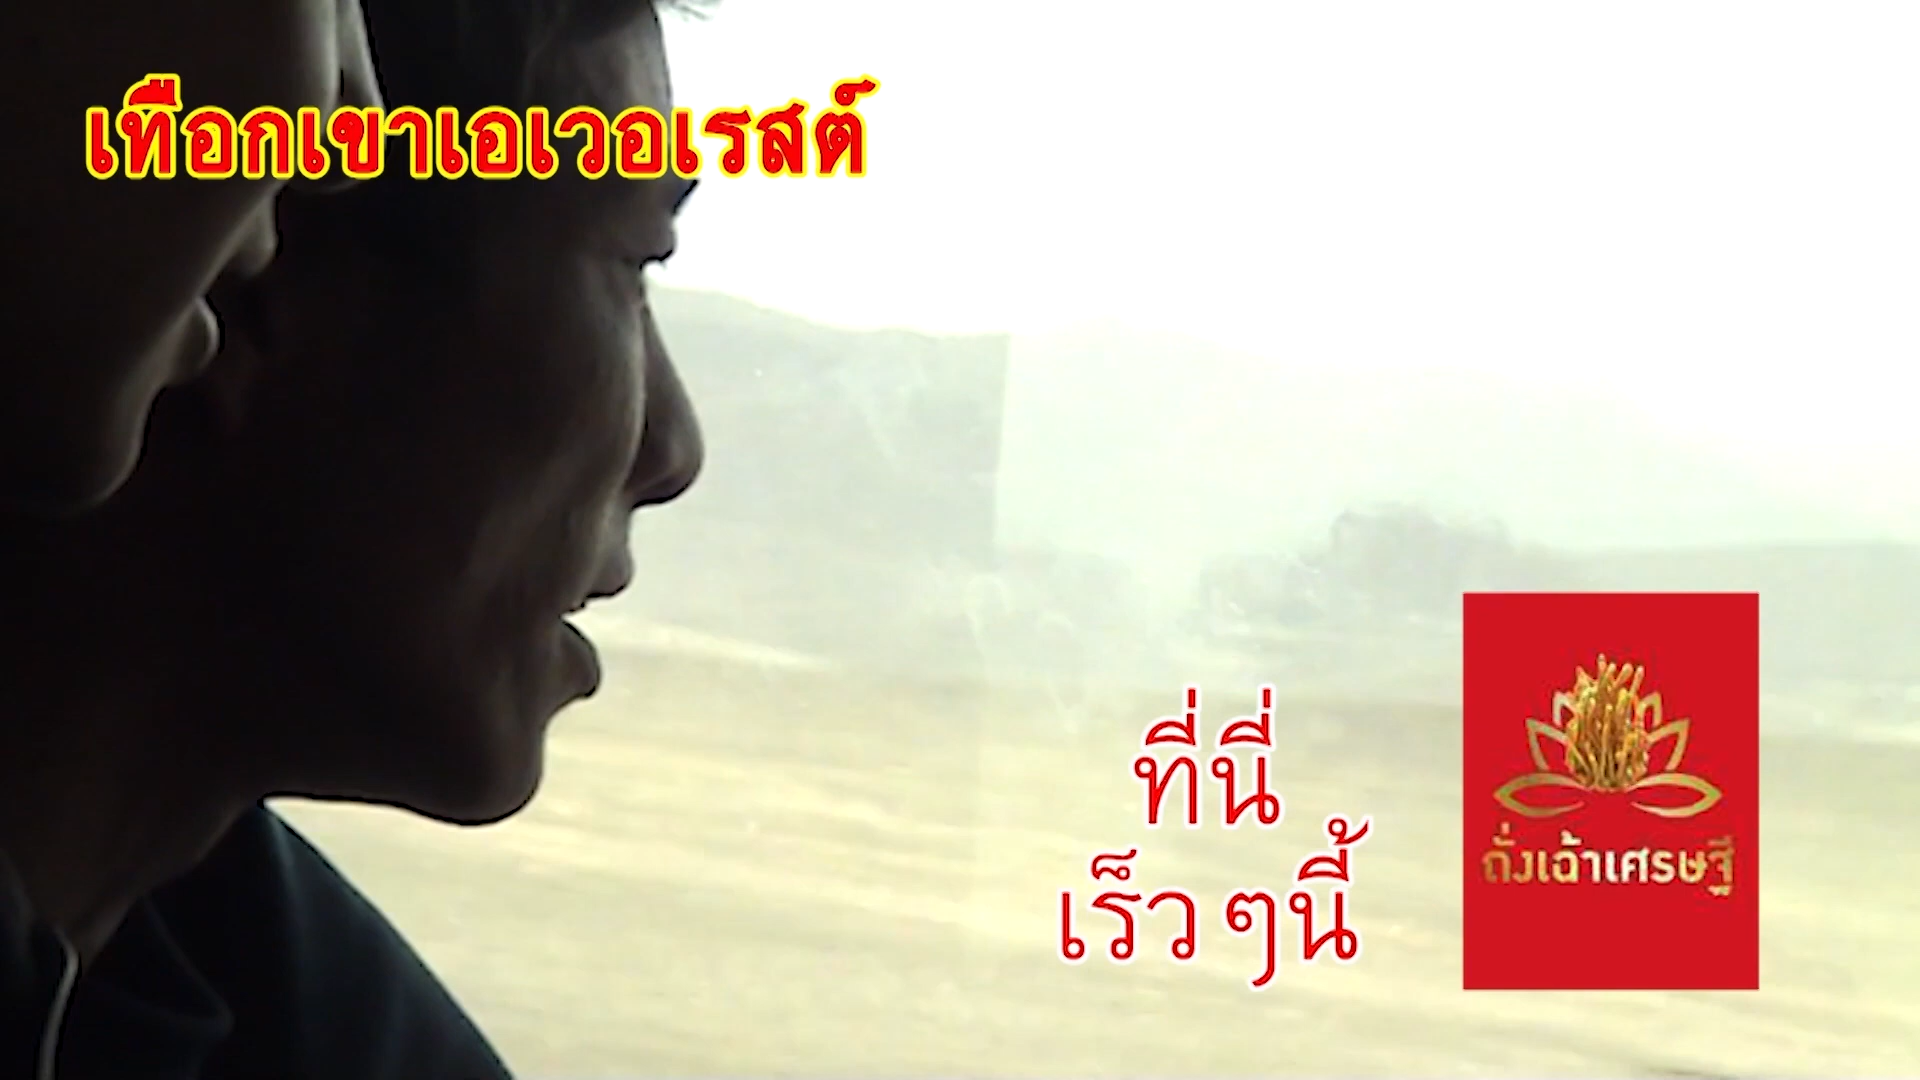 เทือกเขาเอเวอเรสต์
ที่นี่
เร็วๆนี้
ถั่งเฉ้าเศรษฐี